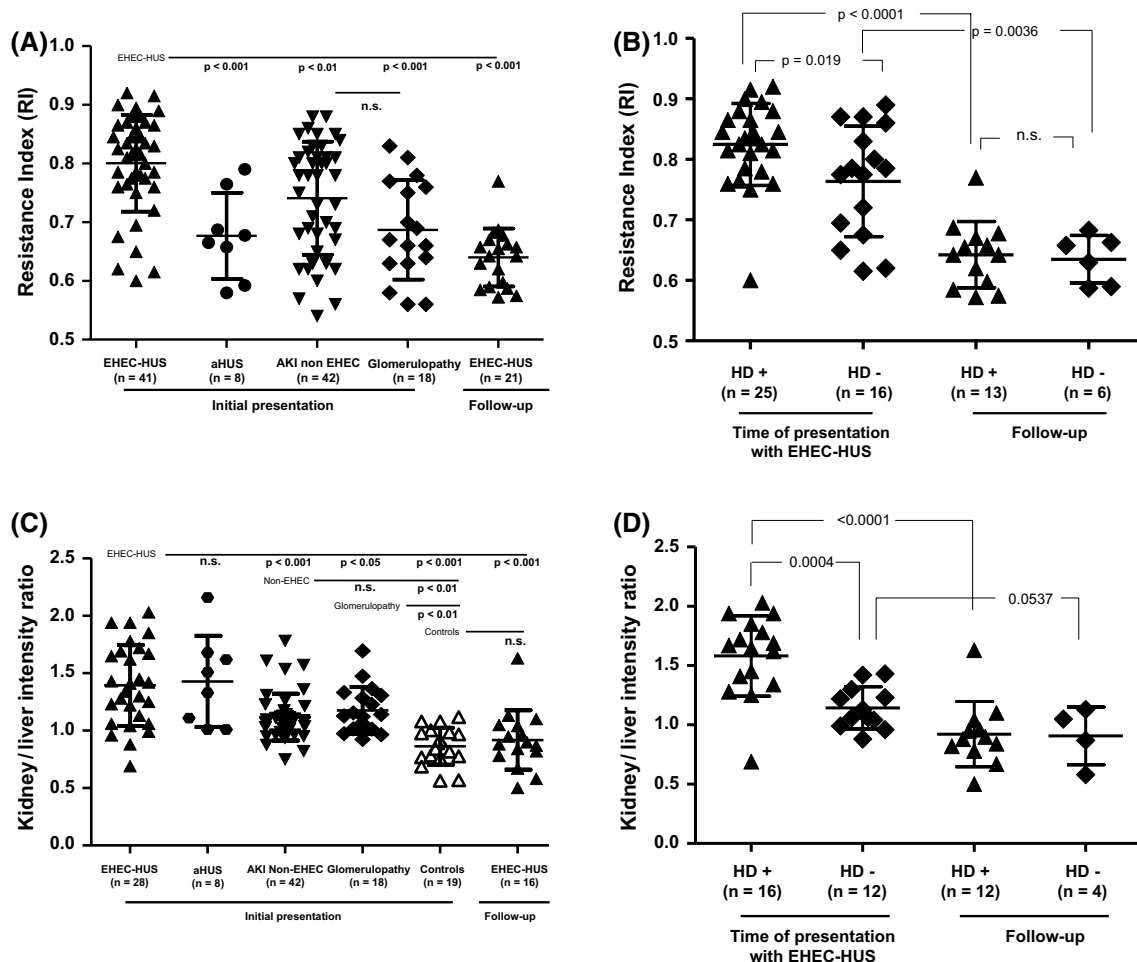 (A)
Resistance Index (RI)
1.0
0.9
0.8
0.7
0.6
0.5
EHEC-HUS
p < 0.001
p < 0.01
p < 0.001
p < 0.001
n.s.
EHEC-HUS
(n = 41)
aHUS
(n = 8)
AKI non EHEC
(n = 42)
Glomerulopathy
(n = 18)
EHEC-HUS
(n = 21)
Initial presentation
Follow-up
(B)
Resistance Index (RI)
1.0
0.9
0.8
0.7
0.6
0.5
p < 0.0001
p = 0.0036
p = 0.019
n.s.
HD +
(n = 25)
HD -
(n = 16)
HD +
(n = 13)
HD -
(n = 6)
Time of presentation
with EHEC-HUS
Follow-up
(C)
Kidney/ liver intensity ratio
2.5
2.0
1.5
1.0
0.5
0.0
EHEC-HUS
n.s.
p < 0.001
p < 0.05
p < 0.001
p < 0.001
Non-EHEC
n.s.
p < 0.01
Glomerulopathy
p < 0.01
Controls
n.s.
EHEC-HUS
(n = 28)
aHUS
(n = 8)
AKI Non-EHEC
(n = 42)
Glomerulopathy
(n = 18)
Controls
(n = 19)
EHEC-HUS
(n = 16)
Initial presentation
Follow-up
(D)
Kidney/ liver intensity ratio
2.5
2.0
1.5
1.0
0.5
0.0
<0.0001
0.0004
0.0537
HD +
(n = 16)
HD -
(n = 12)
HD +
(n = 12)
HD -
(n = 4)
Time of presentation
with EHEC-HUS
Follow-up